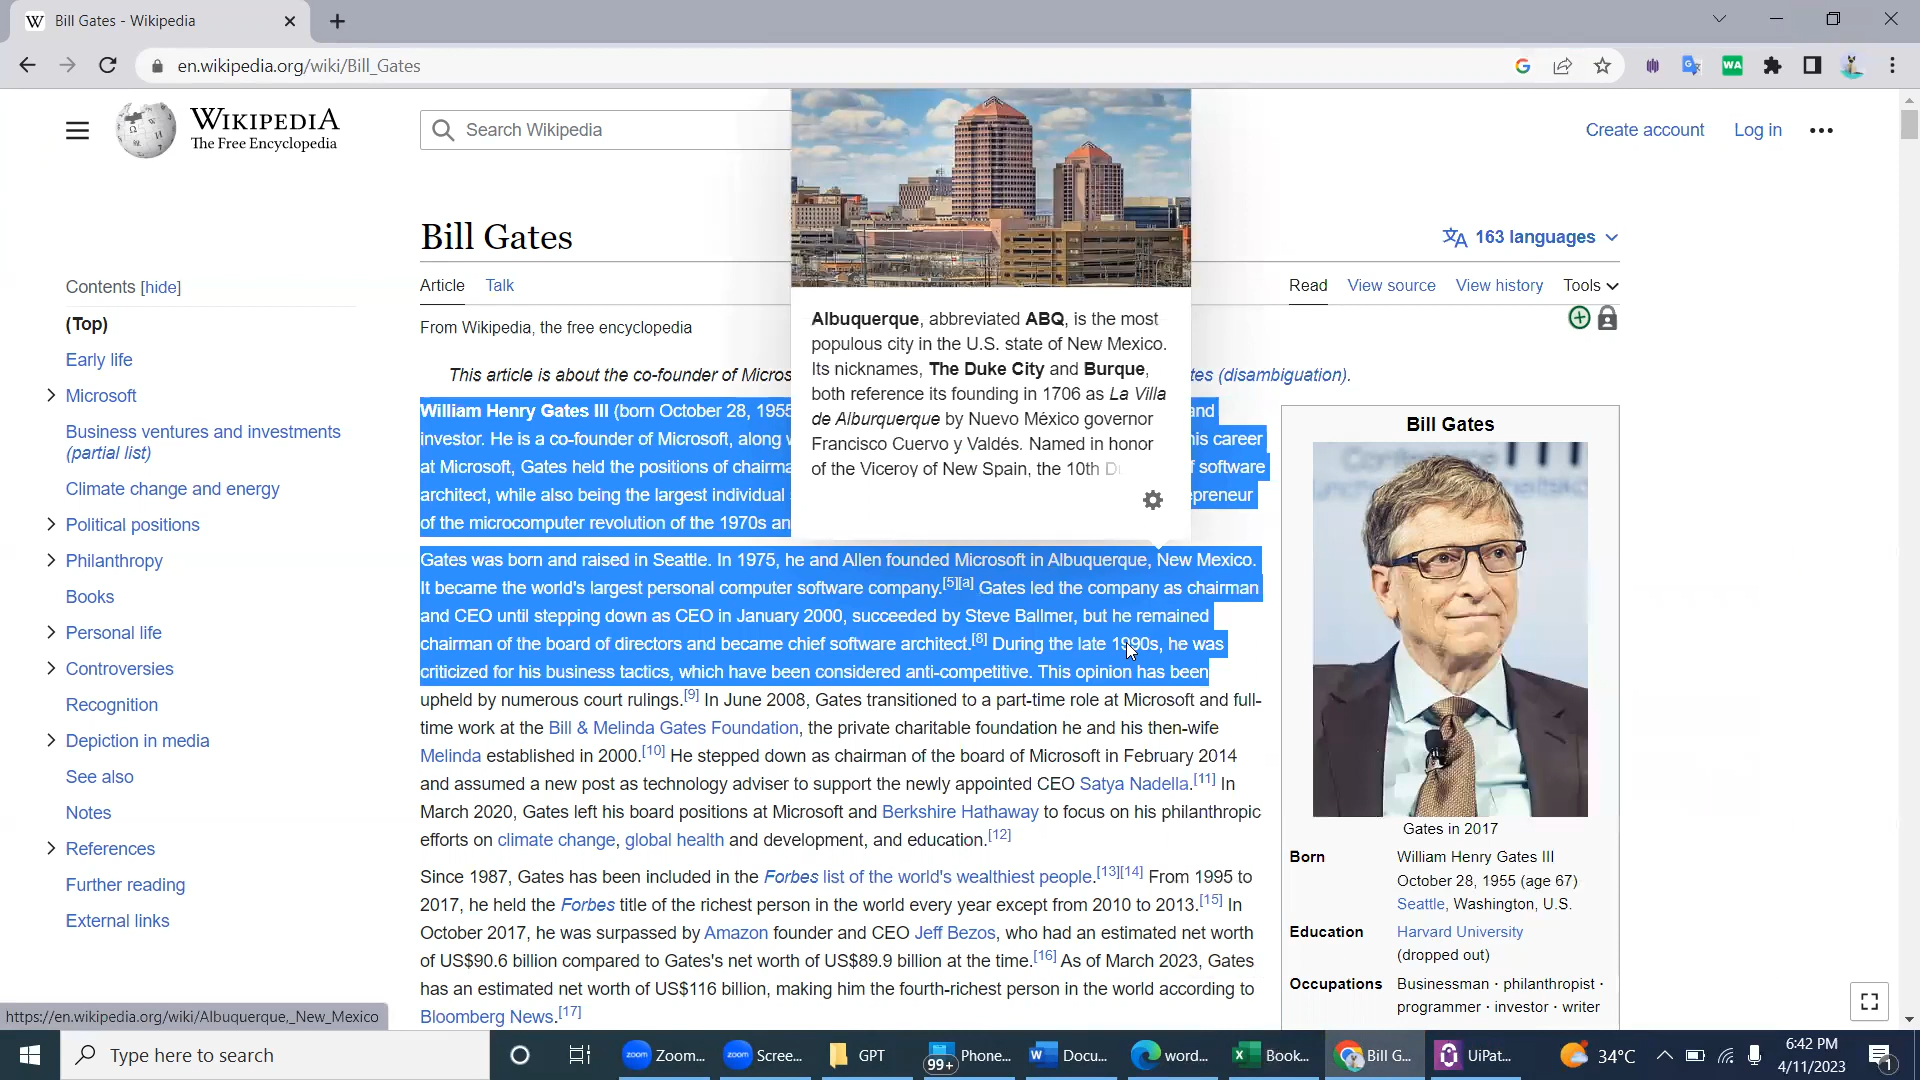 Bill Gates - Wikipedia
en.wikipedia.org/wiki/Bill_Gates
WIKIPEDIA
The Free Encyclopedia
Search Wikipedia
Create account
Log in
Bill Gates
163 languages
Article
Talk
Read
View source
View history
Tools
Contents [hide]
(Top)
Early life
Microsoft
Business ventures and investments
(partial list)
Climate change and energy
Political positions
Philanthropy
Books
Personal life
Controversies
Recognition
Depiction in media
See also
Notes
References
Further reading
External links
From Wikipedia, the free encyclopedia
This article is about the co-founder of
(disambiguation).
William Henry Gates III (born October 28, 1955
and
investor. He is a co-founder of Microsoft, along
career
at Microsoft, Gates held the positions of
software
architect, while also being the largest individual
of the microcomputer revolution of the 1970s
Albuquerque, abbreviated ABQ, is the most
populous city in the U.S. state of New Mexico.
Its nicknames, The Duke City and Burque,
both reference its founding in 1706 as La Villa
de Alburquerque by Nuevo México governor
Francisco Cuervo y Valdés. Named in honor
of the Viceroy of New Spain, the 10th
Gates was born and raised in Seattle. In 1975, he and Allen founded Microsoft in Albuquerque, New Mexico.
It became the world's largest personal computer software company.[5][a] Gates led the company as chairman
and CEO until stepping down as CEO in January 2000, succeeded by Steve Ballmer, but he remained
chairman of the board of directors and became chief software architect.[8] During the late 1990s, he was
criticized for his business tactics, which have been considered anti-competitive. This opinion has been
upheld by numerous court rulings.[9] In June 2008, Gates transitioned to a part-time role at Microsoft and full-
time work at the Bill & Melinda Gates Foundation, the private charitable foundation he and his then-wife
Melinda established in 2000.[10] He stepped down as chairman of the board of Microsoft in February 2014
and assumed a new post as technology adviser to support the newly appointed CEO Satya Nadella.[11] In
March 2020, Gates left his board positions at Microsoft and Berkshire Hathaway to focus on his philanthropic
efforts on climate change, global health and development, and education.[12]
Since 1987, Gates has been included in the Forbes list of the world's wealthiest people.[13][14] From 1995 to
2017, he held the Forbes title of the richest person in the world every year except from 2010 to 2013.[15] In
October 2017, he was surpassed by Amazon founder and CEO Jeff Bezos, who had an estimated net worth
of US$90.6 billion compared to Gates's net worth of US$89.9 billion at the time.[16] As of March 2023, Gates
has an estimated net worth of US$116 billion, making him the fourth-richest person in the world according to
Bloomberg News.[17]
Bill Gates
Gates in 2017
Born
William Henry Gates III
October 28, 1955 (age 67)
Seattle, Washington, U.S.
Education
Harvard University
(dropped out)
Occupations
Businessman · philanthropist ·
programmer · investor · writer
https://en.wikipedia.org/wiki/Albuquerque,_New_Mexico
Type here to search
zoom
Zoom...
zoom
Scree...
GPT
99+
Phone...
Docu...
word...
Book...
Bill G...
UiPat...
34°C
6:42 PM
4/11/2023
1